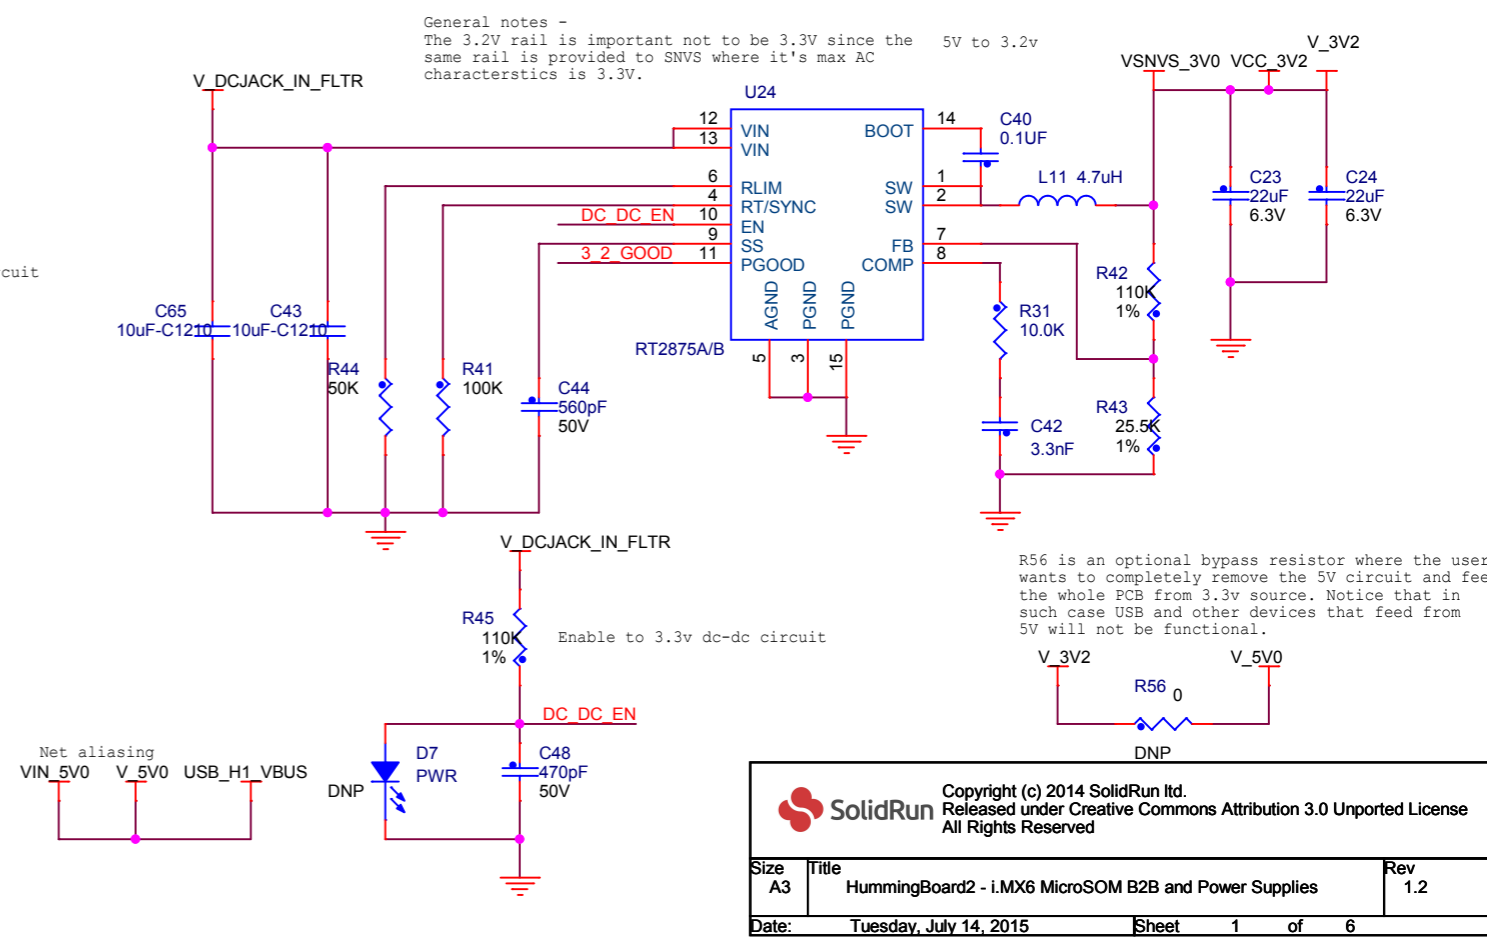 General notes -
The 3.2V rail is important not to be 3.3V since the
same rail is provided to SNVS where it's max AC
characterstics is 3.3V.
5V to 3.2v
V_DCJACK_IN_FLTR
VSNVS_3V0
VCC_3V2
V_3V2
U24
12
VIN
13
VIN
6
RLIM
4
RT/SYNC
DC_DC_EN
10
EN
9
SS
3_2_GOOD
11
PGOOD
BOOT
14
SW
1
SW
2
FB
7
COMP
8
AGND
PGND
PGND
5
3
15
RT2875A/B
C40
0.1UF
L11 4.7uH
C23
22uF
6.3V
C24
22uF
6.3V
R42
110K
1%
R43
25.5K
1%
R31
10.0K
C42
3.3nF
cuit
C65
10uF-C1210
C43
10uF-C1210
R44
50K
R41
100K
C44
560pF
50V
V_DCJACK_IN_FLTR
R45
110K
1%
Enable to 3.3v dc-dc circuit
DC_DC_EN
D7
PWR
DNP
C48
470pF
50V
Net aliasing
VIN_5V0
V_5V0
USB_H1_VBUS
R56 is an optional bypass resistor where the user
wants to completely remove the 5V circuit and fee
the whole PCB from 3.3v source. Notice that in
such case USB and other devices that feed from
5V will not be functional.
V_3V2
V_5V0
R56
0
DNP
SolidRun
Copyright (c) 2014 SolidRun ltd.
Released under Creative Commons Attribution 3.0 Unported License
All Rights Reserved
Size
A3
Title
HummingBoard2 - i.MX6 MicroSOM B2B and Power Supplies
Rev
1.2
Date:
Tuesday, July 14, 2015
Sheet
1
of
6